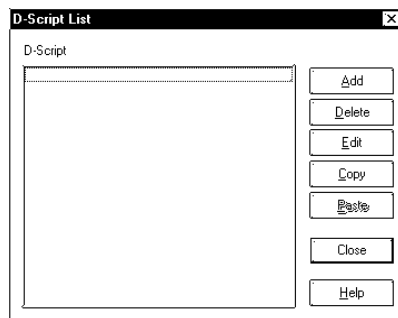 D-Script List
D-Script
Add
Delete
Edit
Copy
Paste
Close
Help